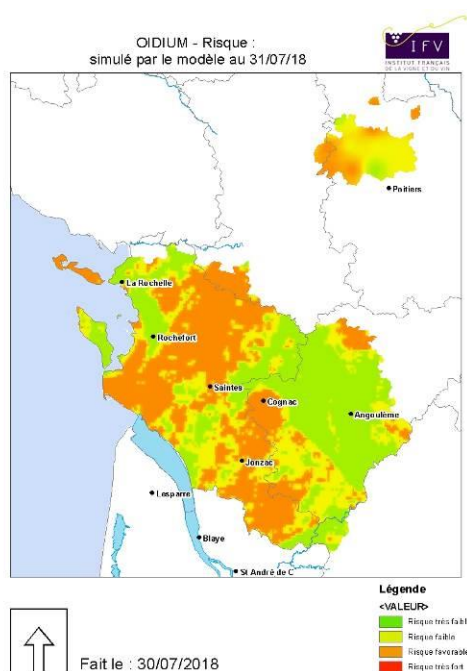 OIDIUM - Risque :
simulé par le modèle au 31/07/18
IFV
INSTITUT FRANÇAIS
DE LA VIGNE ET DU VIN
Poitiers
La Rochelle
Rochefort
Saintes
Cognac
Angoulême
Jonzac
Lesparre
Blaye
St André de C
Légende
<VALEUR>
Risque très faibl
Risque faible
Risque favorable
Risque très fort
Fait le : 30/07/2018